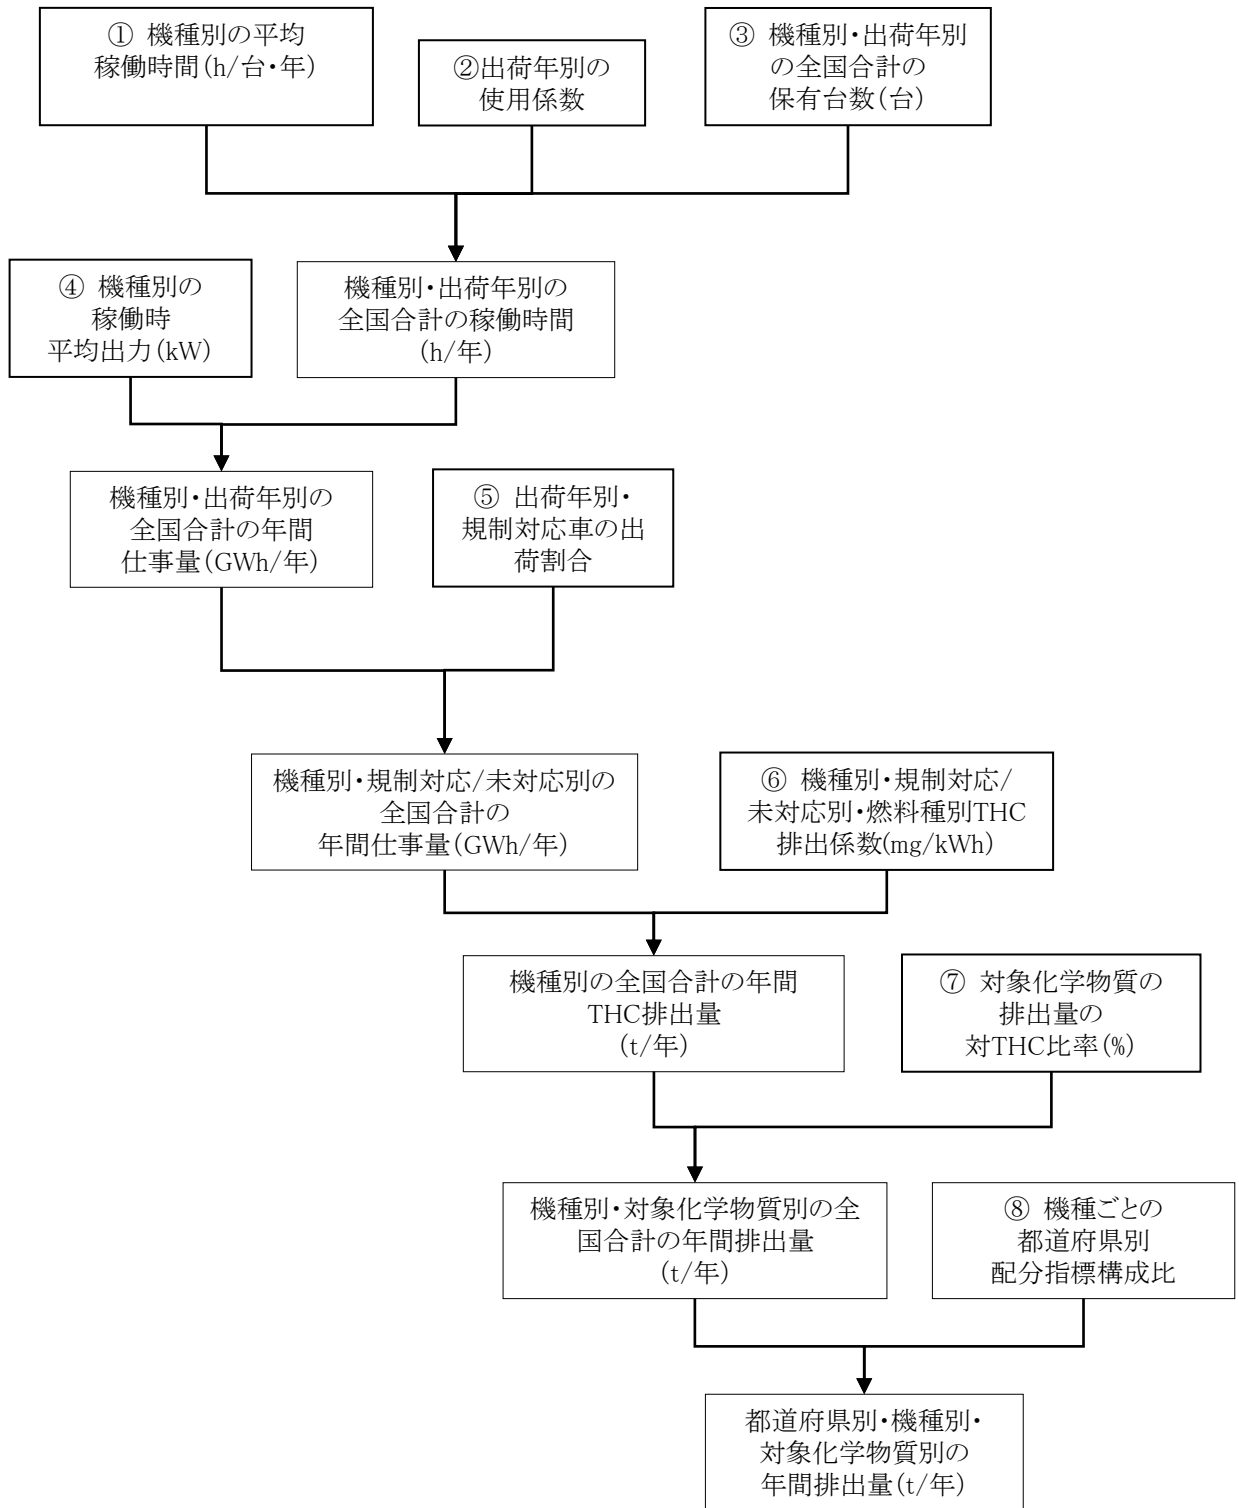 ① 機種別の平均
稼働時間(h/台・年)
②出荷年別の
使用係数
③ 機種別・出荷年別
の全国合計の
保有台数(台)
④ 機種別の
稼働時
平均出力(kW)
機種別・出荷年別の
全国合計の稼働時間
(h/年)
機種別・出荷年別の
全国合計の年間
仕事量(GWh/年)
⑤ 出荷年別・
規制対応車の出
荷割合
機種別・規制対応/未対応別の
全国合計の
年間仕事量(GWh/年)
⑥ 機種別・規制対応/
未対応別・燃料種別THC
排出係数(mg/kWh)
機種別の全国合計の年間
THC排出量
(t/年)
⑦ 対象化学物質の
排出量の
対THC比率(%)
機種別・対象化学物質別の全
国合計の年間排出量
(t/年)
⑧ 機種ごとの
都道府県別
配分指標構成比
都道府県別・機種別・
対象化学物質別の
年間排出量(t/年)